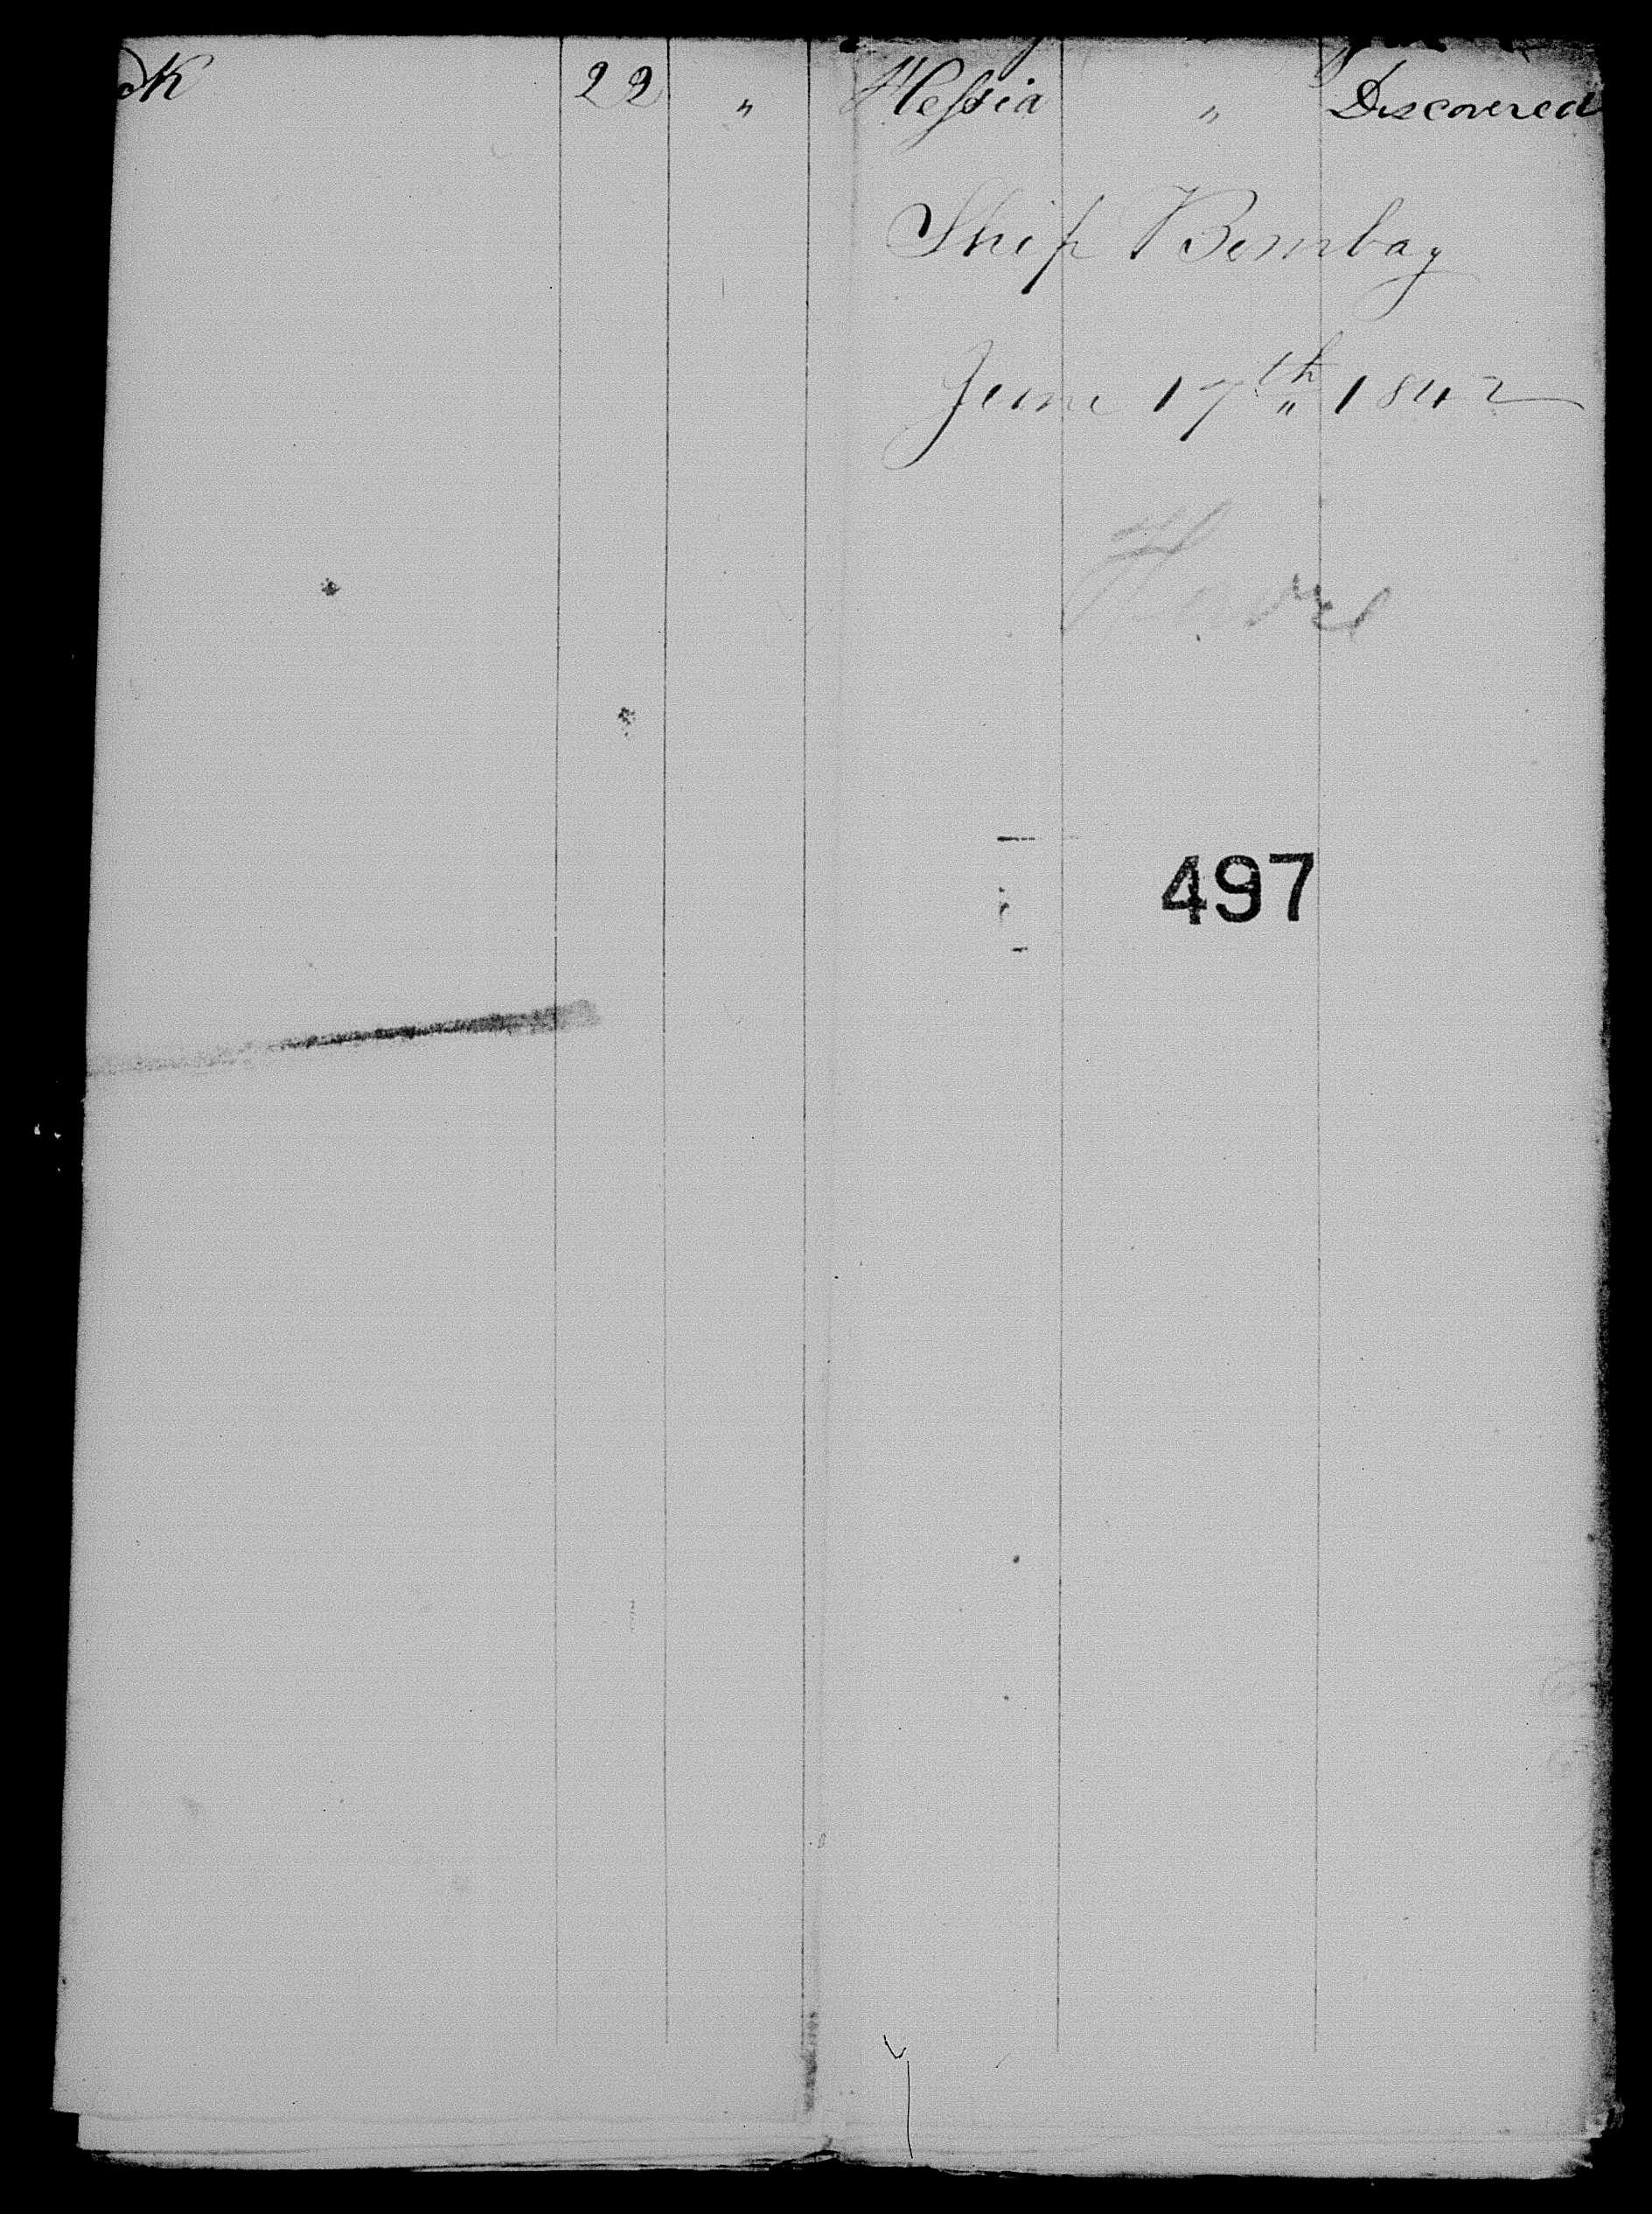 k 22 " Hessia " Discovered
Ship Bombay
June 17th 1842
Havre
497